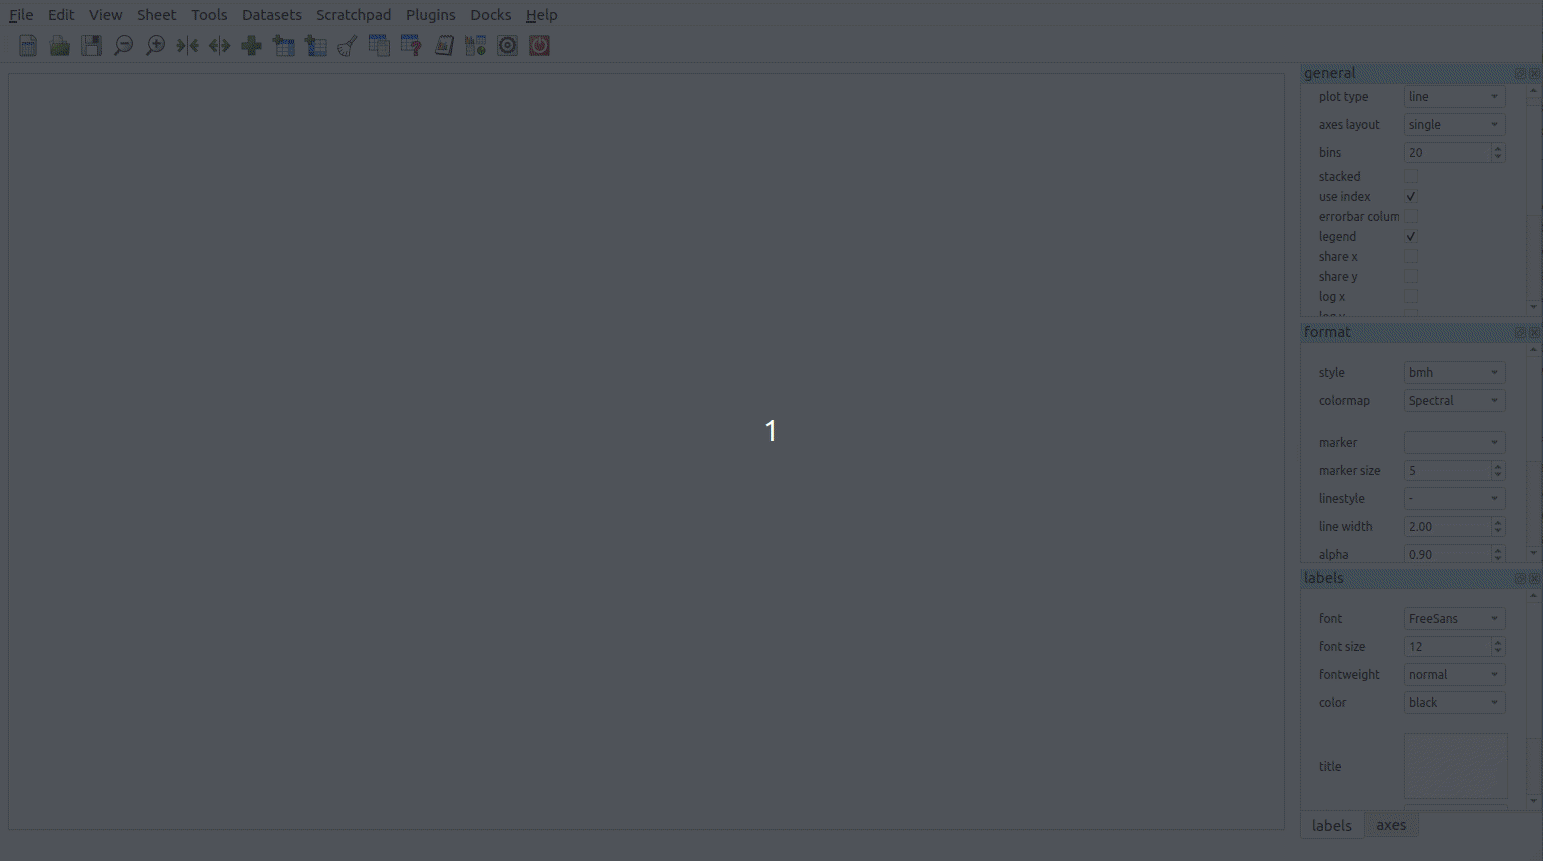 File Edit View Sheet Tools Datasets Scratchpad Plugins Docks Help
general
plot type line
axes layout single
bins 20
stacked
use index
errorbar colum
legend
share x
share y
log x
format
style bmh
colormap Spectral
marker
marker size 5
linestyle -
line width 2.00
alpha 0.90
labels
font FreeSans
font size 12
fontweight normal
color black
title
labels axes
1